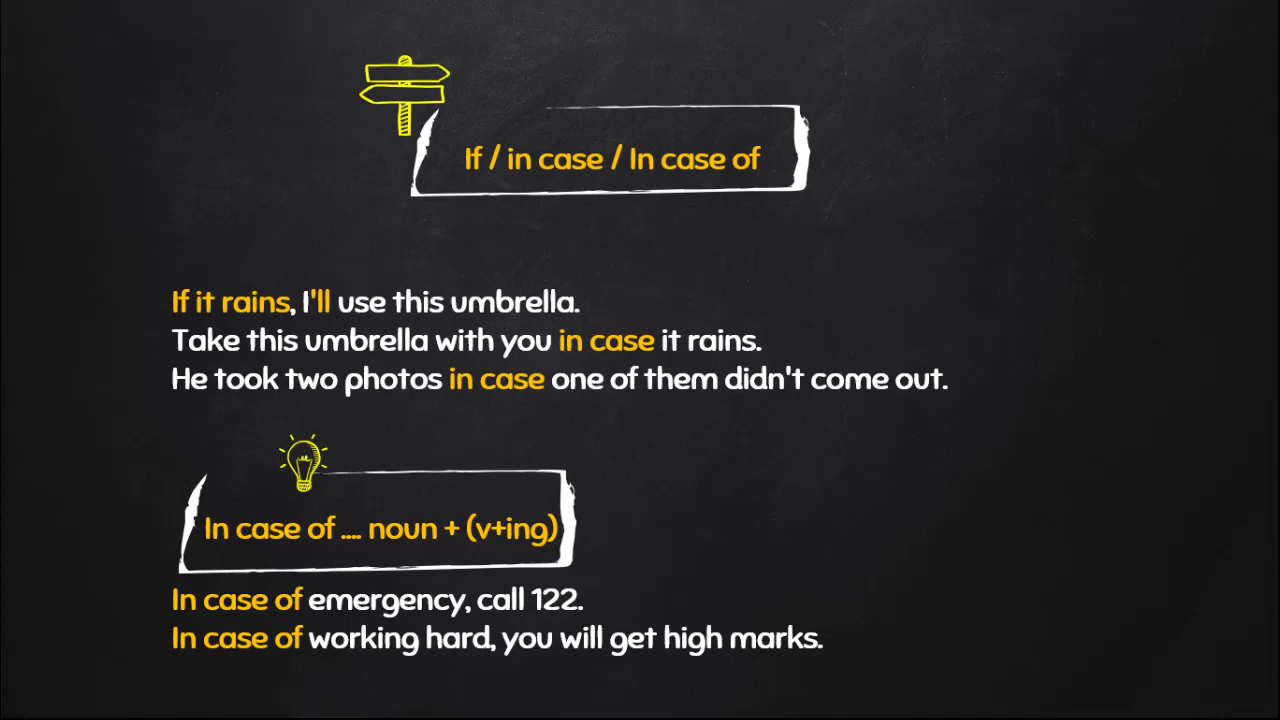 If / in case / In case of
If it rains, I'll use this umbrella.
Take this umbrella with you in case it rains.
He took two photos in case one of them didn't come out.
In case of .... noun + (v+ing)
In case of emergency, call 122.
In case of working hard, you will get high marks.